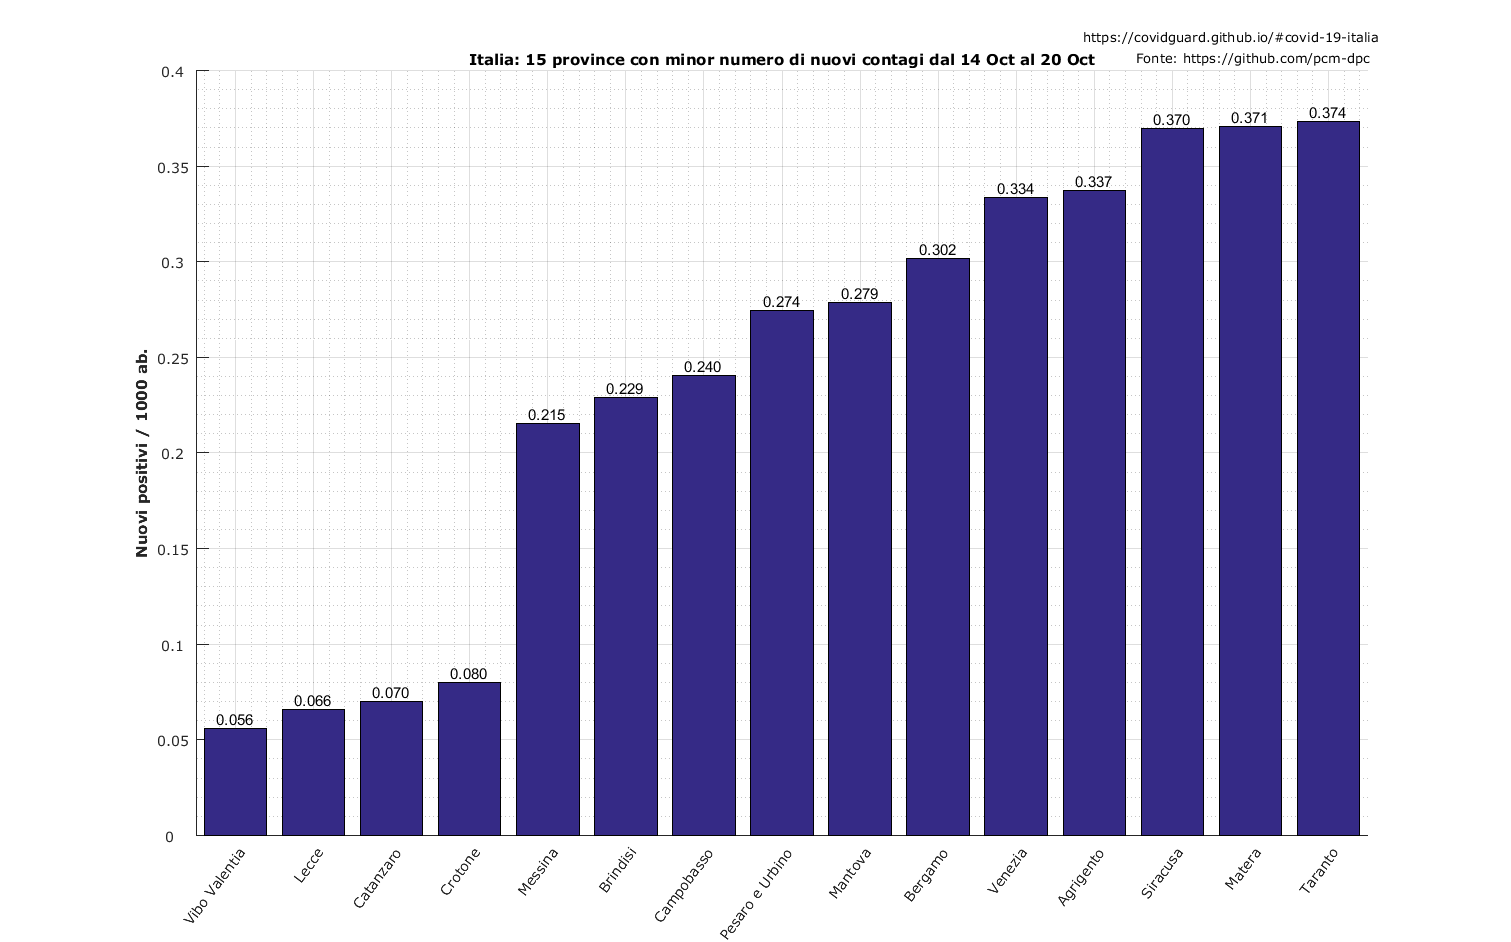 https://covidguard.github.io/#covid-19-italia
Italia: 15 province con minor numero di nuovi contagi dal 14 Oct al 20 Oct
Fonte: https://github.com/pcm-dpc
Nuovi positivi / 1000 ab.
0.4
0.35
0.3
0.25
0.2
0.15
0.1
0.05
0
0.056
0.066
0.070
0.080
0.215
0.229
0.240
0.274
0.279
0.302
0.334
0.337
0.370
0.371
0.374
Vibo Valentia
Lecce
Catanzaro
Crotone
Messina
Brindisi
Campobasso
Pesaro e Urbino
Mantova
Bergamo
Venezia
Agrigento
Siracusa
Matera
Taranto